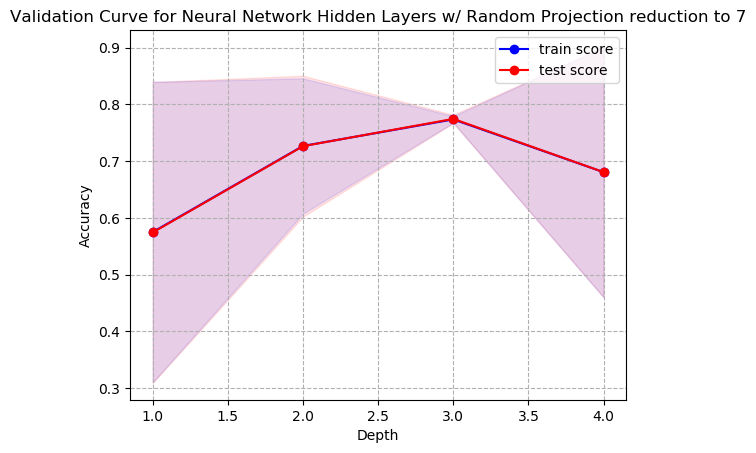 Validation Curve for Neural Network Hidden Layers w/ Random Projection reduction to 7
0.9
0.8
0.7
0.6
0.5
0.4
0.3
Accuracy
train score
test score
1.0 1.5 2.0 2.5 3.0 3.5 4.0
Depth